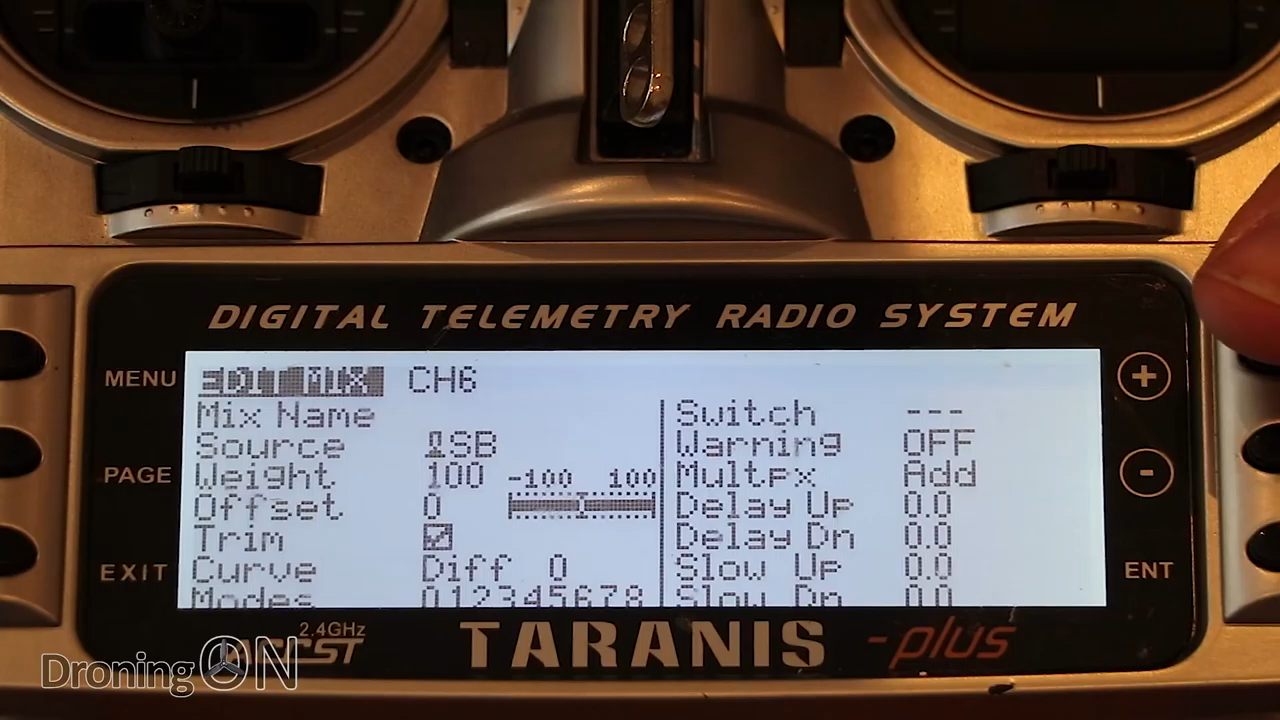 DIGITAL TELEMETRY RADIO SYSTEM
MENU
PAGE
EXIT
EDIT MIX CH6
Mix Name
Source SB
Weight 100
Offset 0
Trim
Curve Diff 0
Modes 012345678
-100 100
Switch ---
Warning OFF
Multpx Add
Delay Up 0.0
Delay Dn 0.0
Slow Up 0.0
Slow Dn 0.0
+
-
ENT
2.4GHz
TARANIS -plus
DroningON